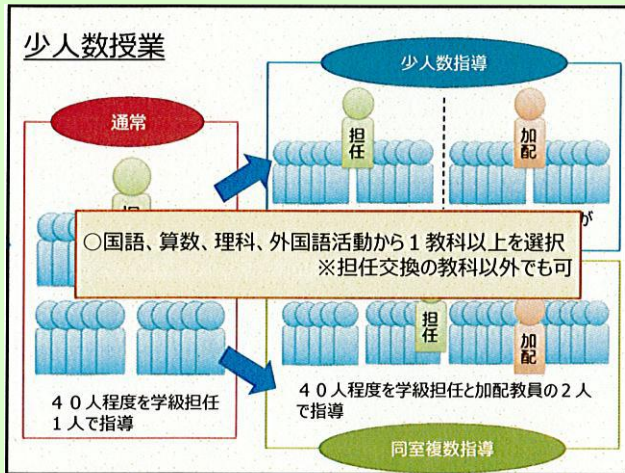 少人数授業
通常
少人数指導
担任
加配
が
○国語、算数、理科、外国語活動から1教科以上を選択
※担任交換の教科以外でも可
担任
加配
40人程度を学級担任
1人で指導
40人程度を学級担任と加配教員の2人
で指導
同室複数指導